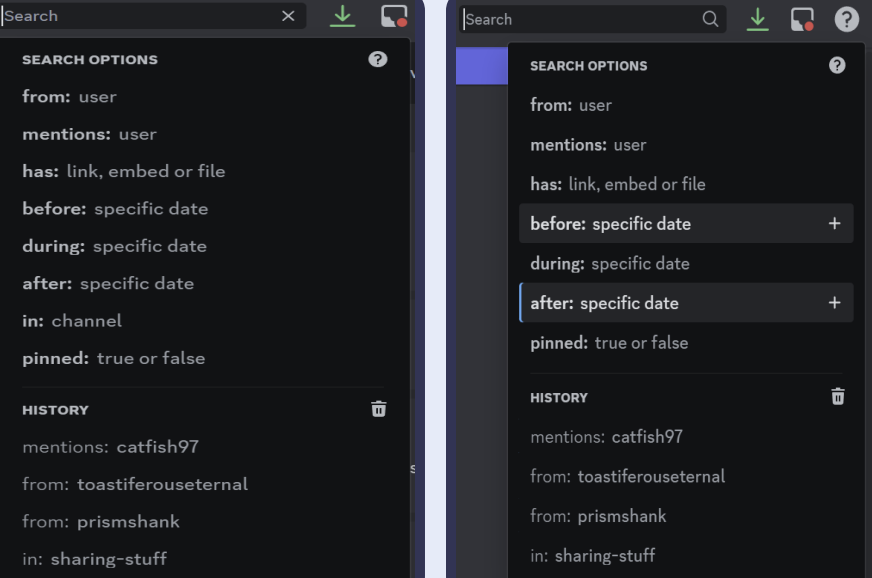 Search
SEARCH OPTIONS
from: user
mentions: user
has: link, embed or file
before: specific date
during: specific date
after: specific date
in: channel
pinned: true or false
HISTORY
mentions: catfish97
from: toastiferouseternal
from: prismshank
in: sharing-stuff
Search
SEARCH OPTIONS
from: user
mentions: user
has: link, embed or file
before: specific date
during: specific date
after: specific date
pinned: true or false
HISTORY
mentions: catfish97
from: toastiferouseternal
from: prismshank
in: sharing-stuff